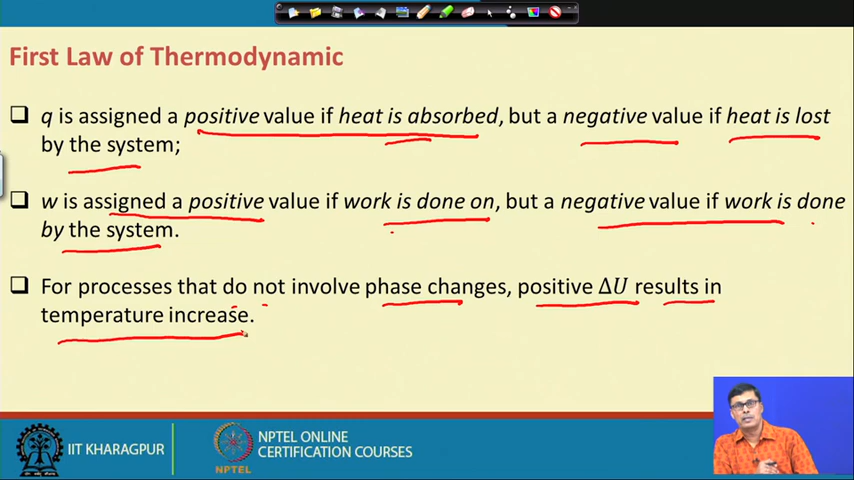 First Law of Thermodynamic
q is assigned a positive value if heat is absorbed, but a negative value if heat is lost
by the system;
w is assigned a positive value if work is done on, but a negative value if work is done
by the system.
For processes that do not involve phase changes, positive ΔU results in
temperature increase.
IIT KHARAGPUR
NPTEL
NPTEL ONLINE
CERTIFICATION COURSES